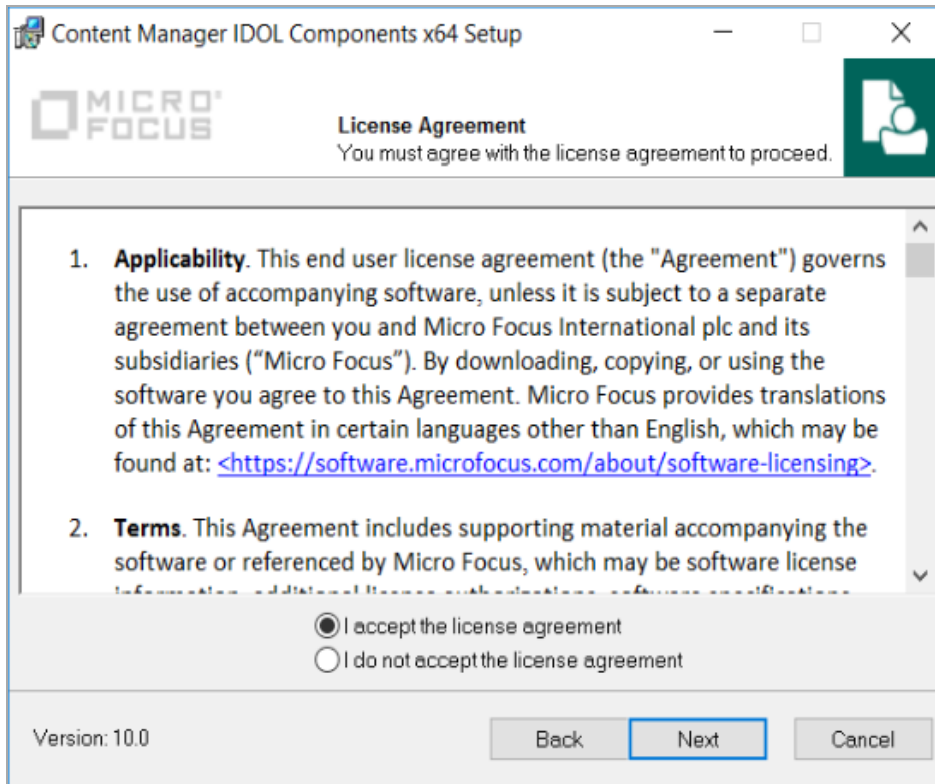 Content Manager IDOL Components x64 Setup
MICRO
FOCUS
License Agreement
You must agree with the license agreement to proceed.
1. Applicability. This end user license agreement (the "Agreement") governs
the use of accompanying software, unless it is subject to a separate
agreement between you and Micro Focus International plc and its
subsidiaries (“Micro Focus”). By downloading, copying, or using the
software you agree to this Agreement. Micro Focus provides translations
of this Agreement in certain languages other than English, which may be
found at: <https://software.microfocus.com/about/software-licensing>.
2. Terms. This Agreement includes supporting material accompanying the
software or referenced by Micro Focus, which may be software license
information, additional license authorizations, software specifications,
I accept the license agreement
I do not accept the license agreement
Version: 10.0
Back
Next
Cancel